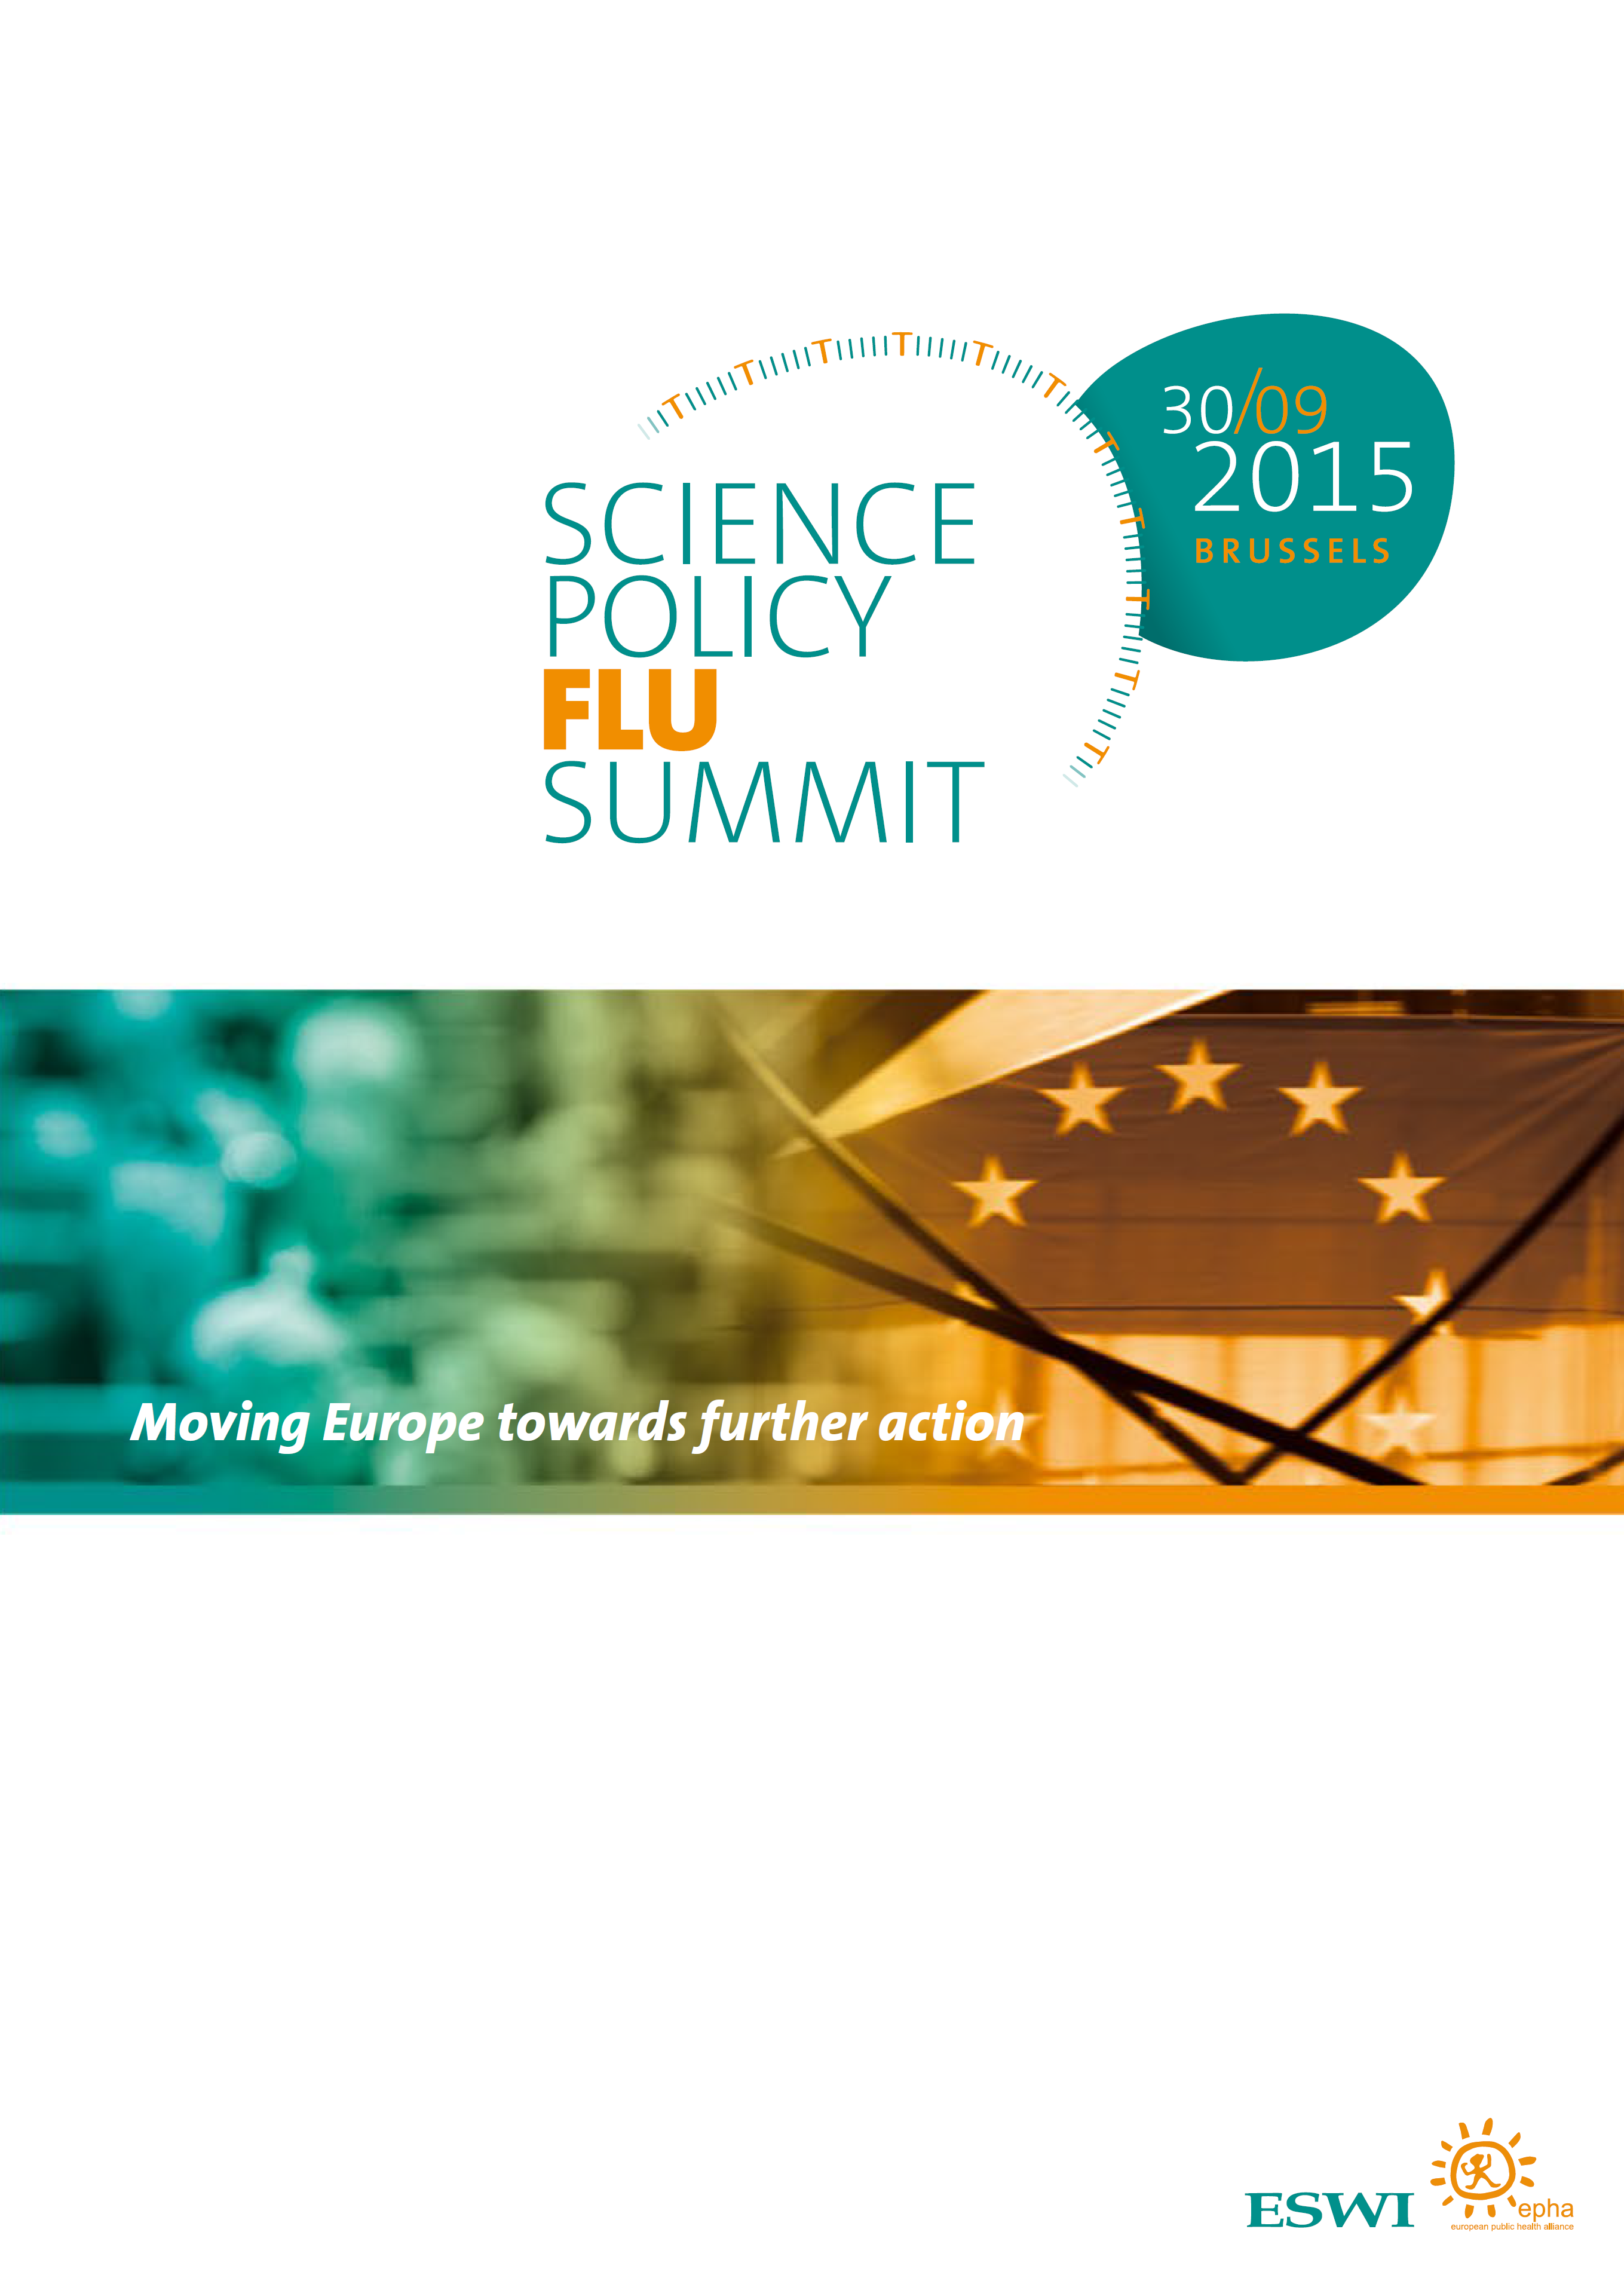 30/09
2015
BRUSSELS
SCIENCE
POLICY
FLU
SUMMIT
Moving Europe towards further action
ESWI
epha
european public health alliance